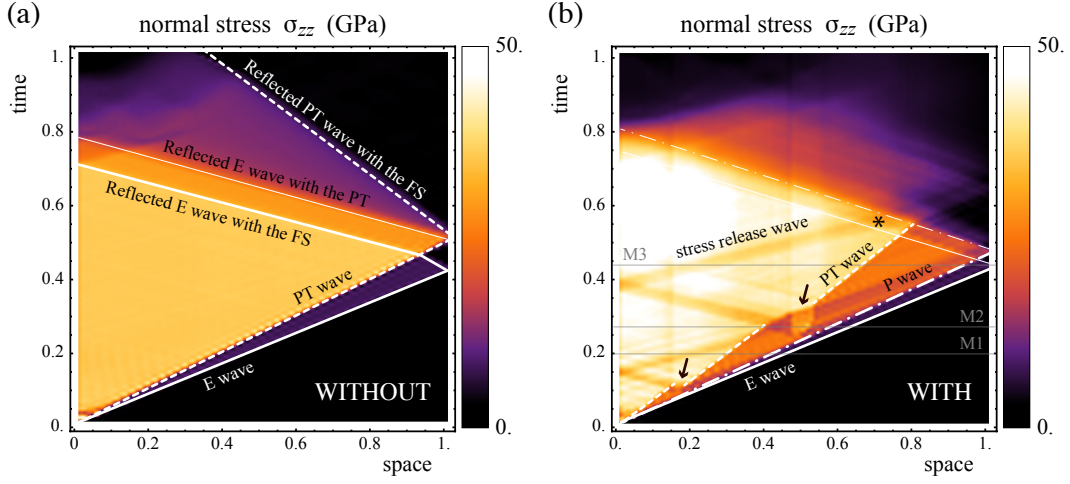 (a)
normal stress σzz (GPa)
50.
1.
0.8
0.6
0.4
0.2
0.
time
Reflected PT wave with the FS
Reflected E wave with the PT
Reflected E wave with the FS
PT wave
E wave
WITHOUT
0.
0
0.2
0.4
0.6
0.8
1.
space
(b)
normal stress σzz (GPa)
50.
1.
0.8
0.6
0.4
0.2
0.
time
stress release wave
*
M3
PT wave
P wave
M2
M1
E wave
WITH
0.
0
0.2
0.4
0.6
0.8
1.
space